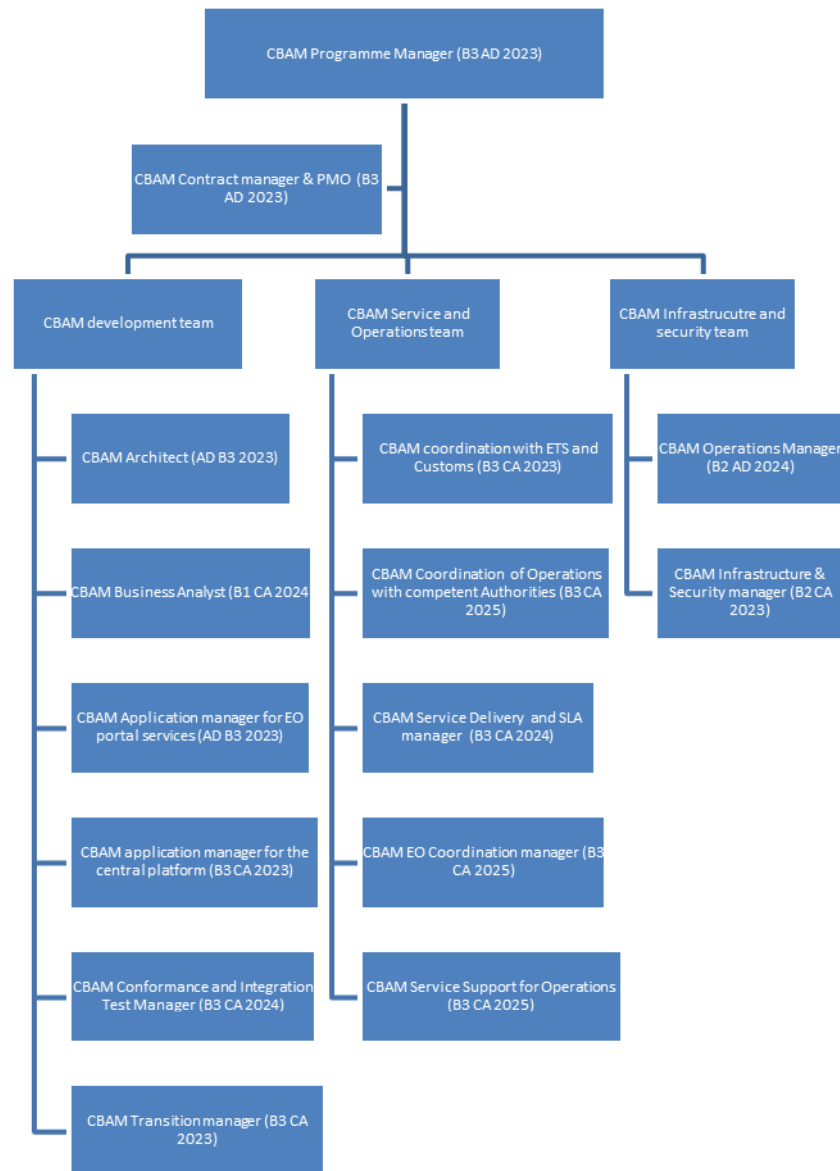 CBAM Programme Manager (B3 AD 2023)
CBAM Contract manager & PMO (B3
AD 2023)
CBAM development team
CBAM Service and
Operations team
CBAM Infrastrucutre and
security team
CBAM Architect (AD B3 2023)
CBAM Business Analyst (B1 CA 2024
CBAM Application manager for EO
portal services (AD B3 2023)
CBAM application manager for the
central platform (B3 CA 2023)
CBAM Conformance and Integration
Test Manager (B3 CA 2024)
CBAM Transition manager (B3 CA
2023)
CBAM coordination with ETS and
Customs (B3 CA 2023)
CBAM Coordination of Operations
with competent Authorities (B3 CA
2025)
CBAM Service Delivery and SLA
manager (B3 CA 2024)
CBAM EO Coordination manager (B3
CA 2025)
CBAM Service Support for Operations
(B3 CA 2025)
CBAM Operations Manager
(B2 AD 2024)
CBAM Infrastructure &
Security manager (B2 CA
2023)